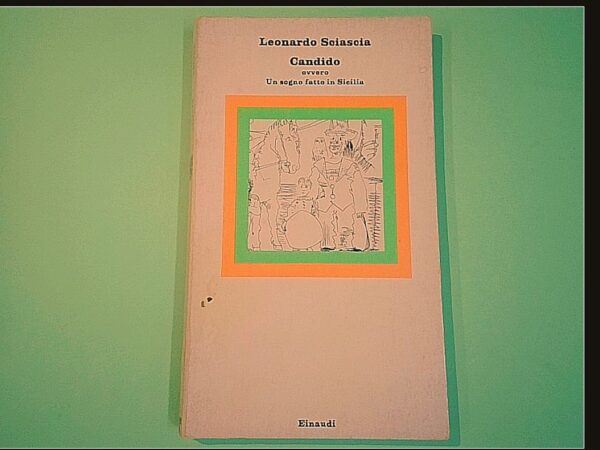 Leonardo Sciascia
Candido
ovvero
Un sogno fatto in Sicilia
Einaudi